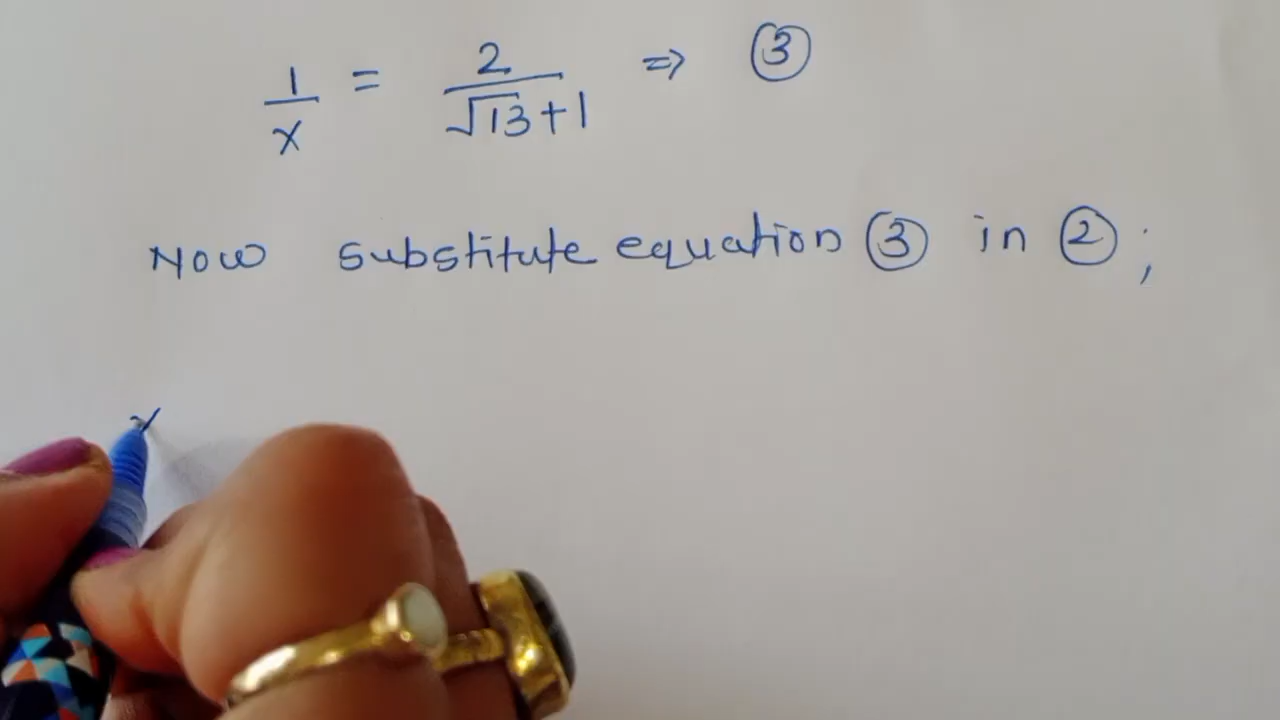 1/x = 2/(√13+1) => ③
Now substitute equation ③ in ② ;
x